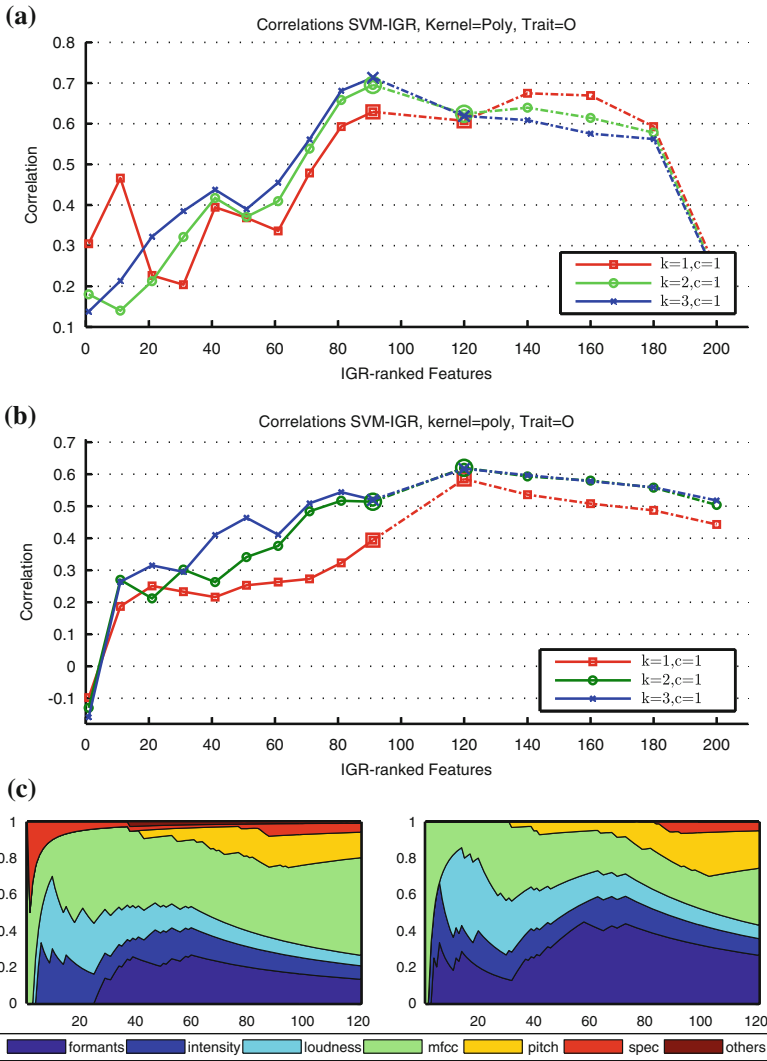 (a)
Correlations SVM-IGR, Kernel=Poly, Trait=O
0.8
0.7
0.6
0.5
0.4
0.3
0.2
0.1
Correlation
k=1,c=1
k=2,c=1
k=3,c=1
0 20 40 60 80 100 120 140 160 180 200
IGR-ranked Features
(b)
Correlations SVM-IGR, kernel=poly, Trait=O
0.7
0.6
0.5
0.4
0.3
0.2
0.1
0
-0.1
Correlation
k=1,c=1
k=2,c=1
k=3,c=1
0 20 40 60 80 100 120 140 160 180 200
IGR-ranked Features
(c)
1
0.8
0.6
0.4
0.2
0
20 40 60 80 100 120
1
0.8
0.6
0.4
0.2
0
20 40 60 80 100 120
formants intensity loudness mfcc pitch spec others